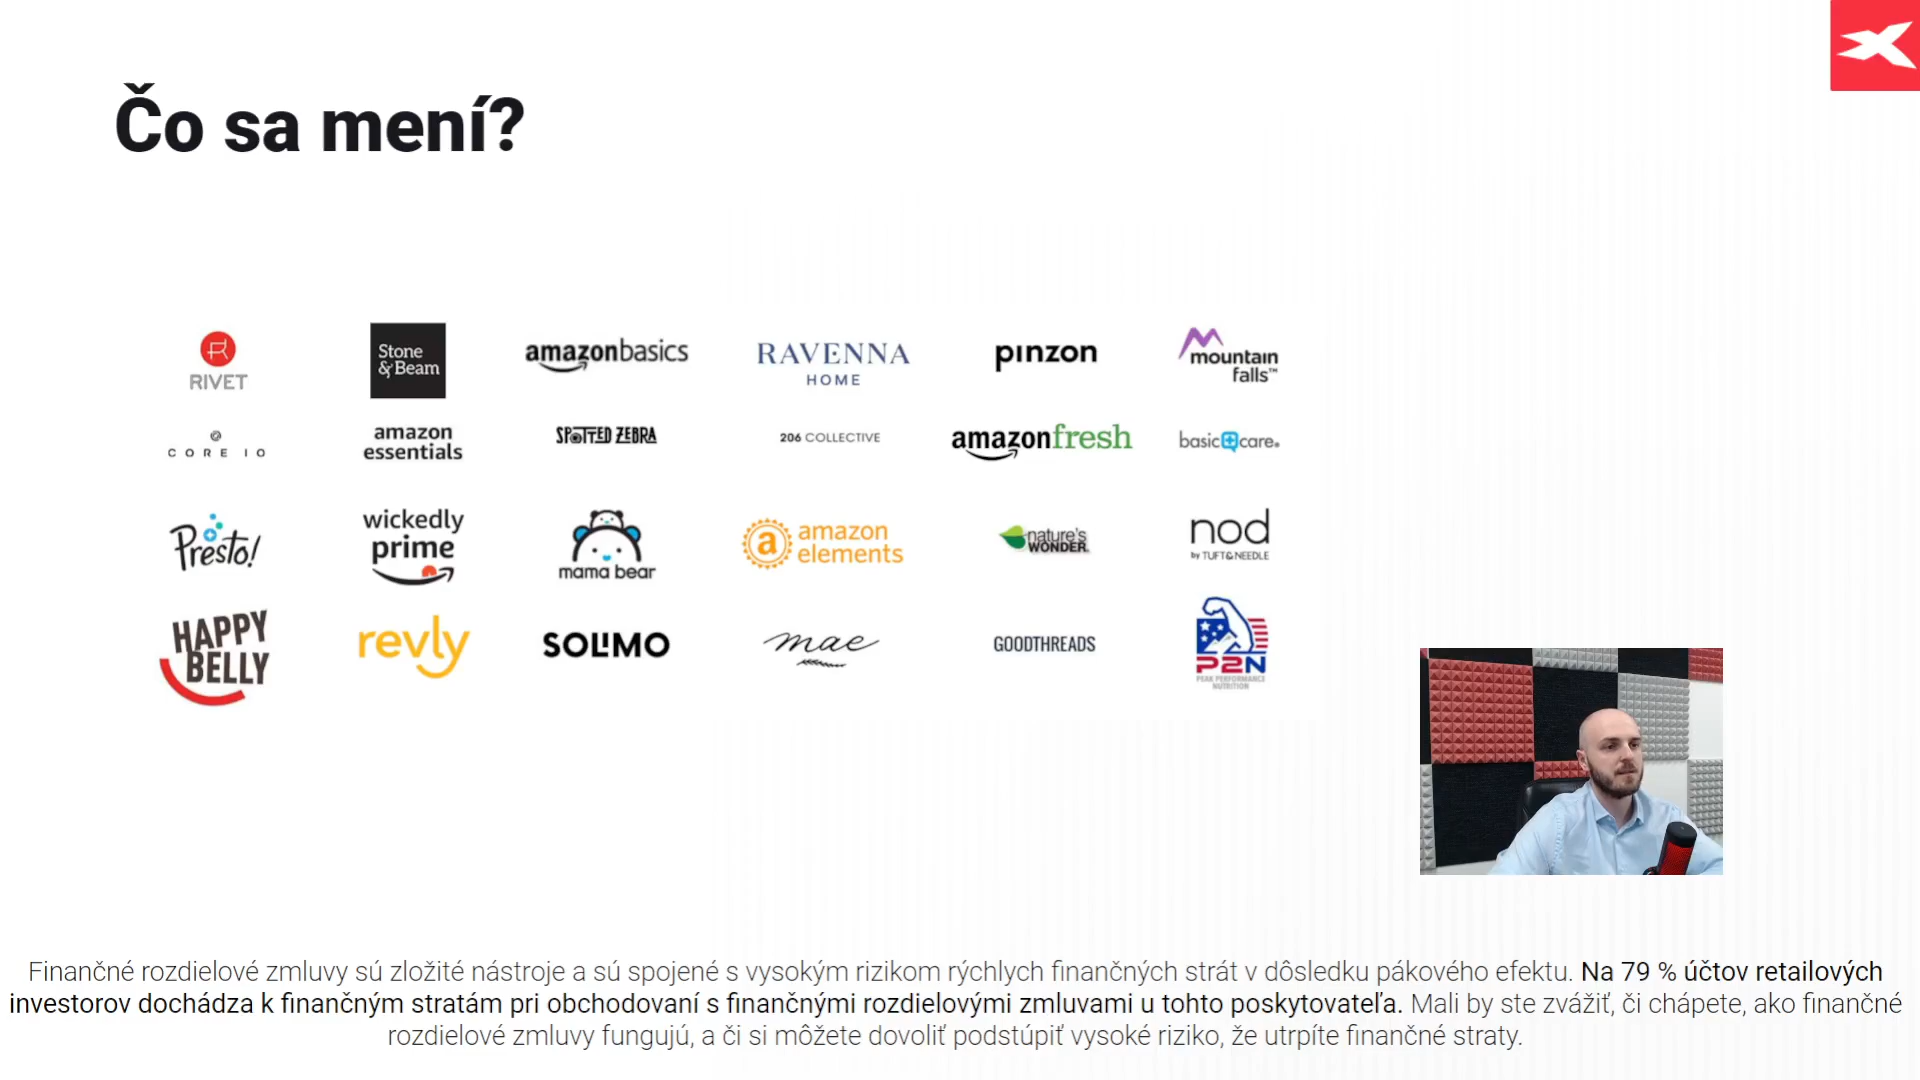 Čo sa mení?
RIVET
Stone
& Beam
amazonbasics
RAVENNA
HOME
pinzon
mountain
falls™
CORE 10
amazon
essentials
SPOTTED ZEBRA
206 COLLECTIVE
amazonfresh
basic care®
Presto!
wickedly
prime
mama bear
a
amazon
elements
nature's
WONDER
nod
by TUFT&NEEDLE
HAPPY
BELLY
revly
SOLIMO
mae
GOODTHREADS
P2N
PEAK PERFORMANCE
NUTRITION
Finančné rozdielové zmluvy sú zložité nástroje a sú spojené s vysokým rizikom rýchlych finančných strát v dôsledku pákového efektu. Na 79 % účtov retailových
investorov dochádza k finančným stratám pri obchodovaní s finančnými rozdielovými zmluvami u tohto poskytovateľa. Mali by ste zvážiť, či chápete, ako finančné
rozdielové zmluvy fungujú, a či si môžete dovoliť podstúpiť vysoké riziko, že utrpíte finančné straty.